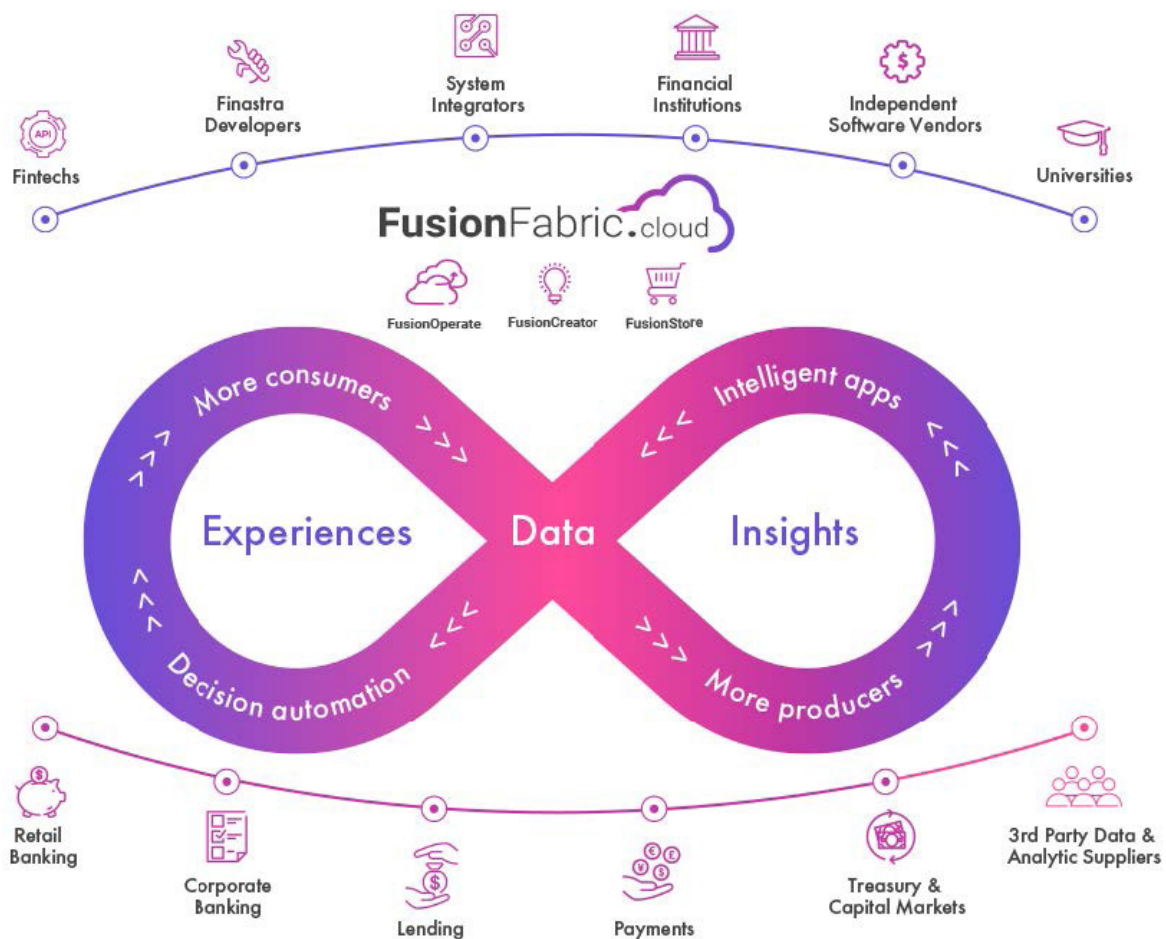 System
Integrators
Financial
Institutions
Finastra
Developers
Independent
Software Vendors
API
$
Fintechs
Universities
FusionFabric.cloud
FusionOperate
FusionCreator
FusionStore
More consumers
>>>
Intelligent apps
<<<
>>>
<<<
Experiences
Data
Insights
<<<
<<<
>>>
>>>
Decision automation
More producers
$
Retail
Banking
Corporate
Banking
$
Lending
¥ € $ £
Payments
Treasury &
Capital Markets
3rd Party Data &
Analytic Suppliers